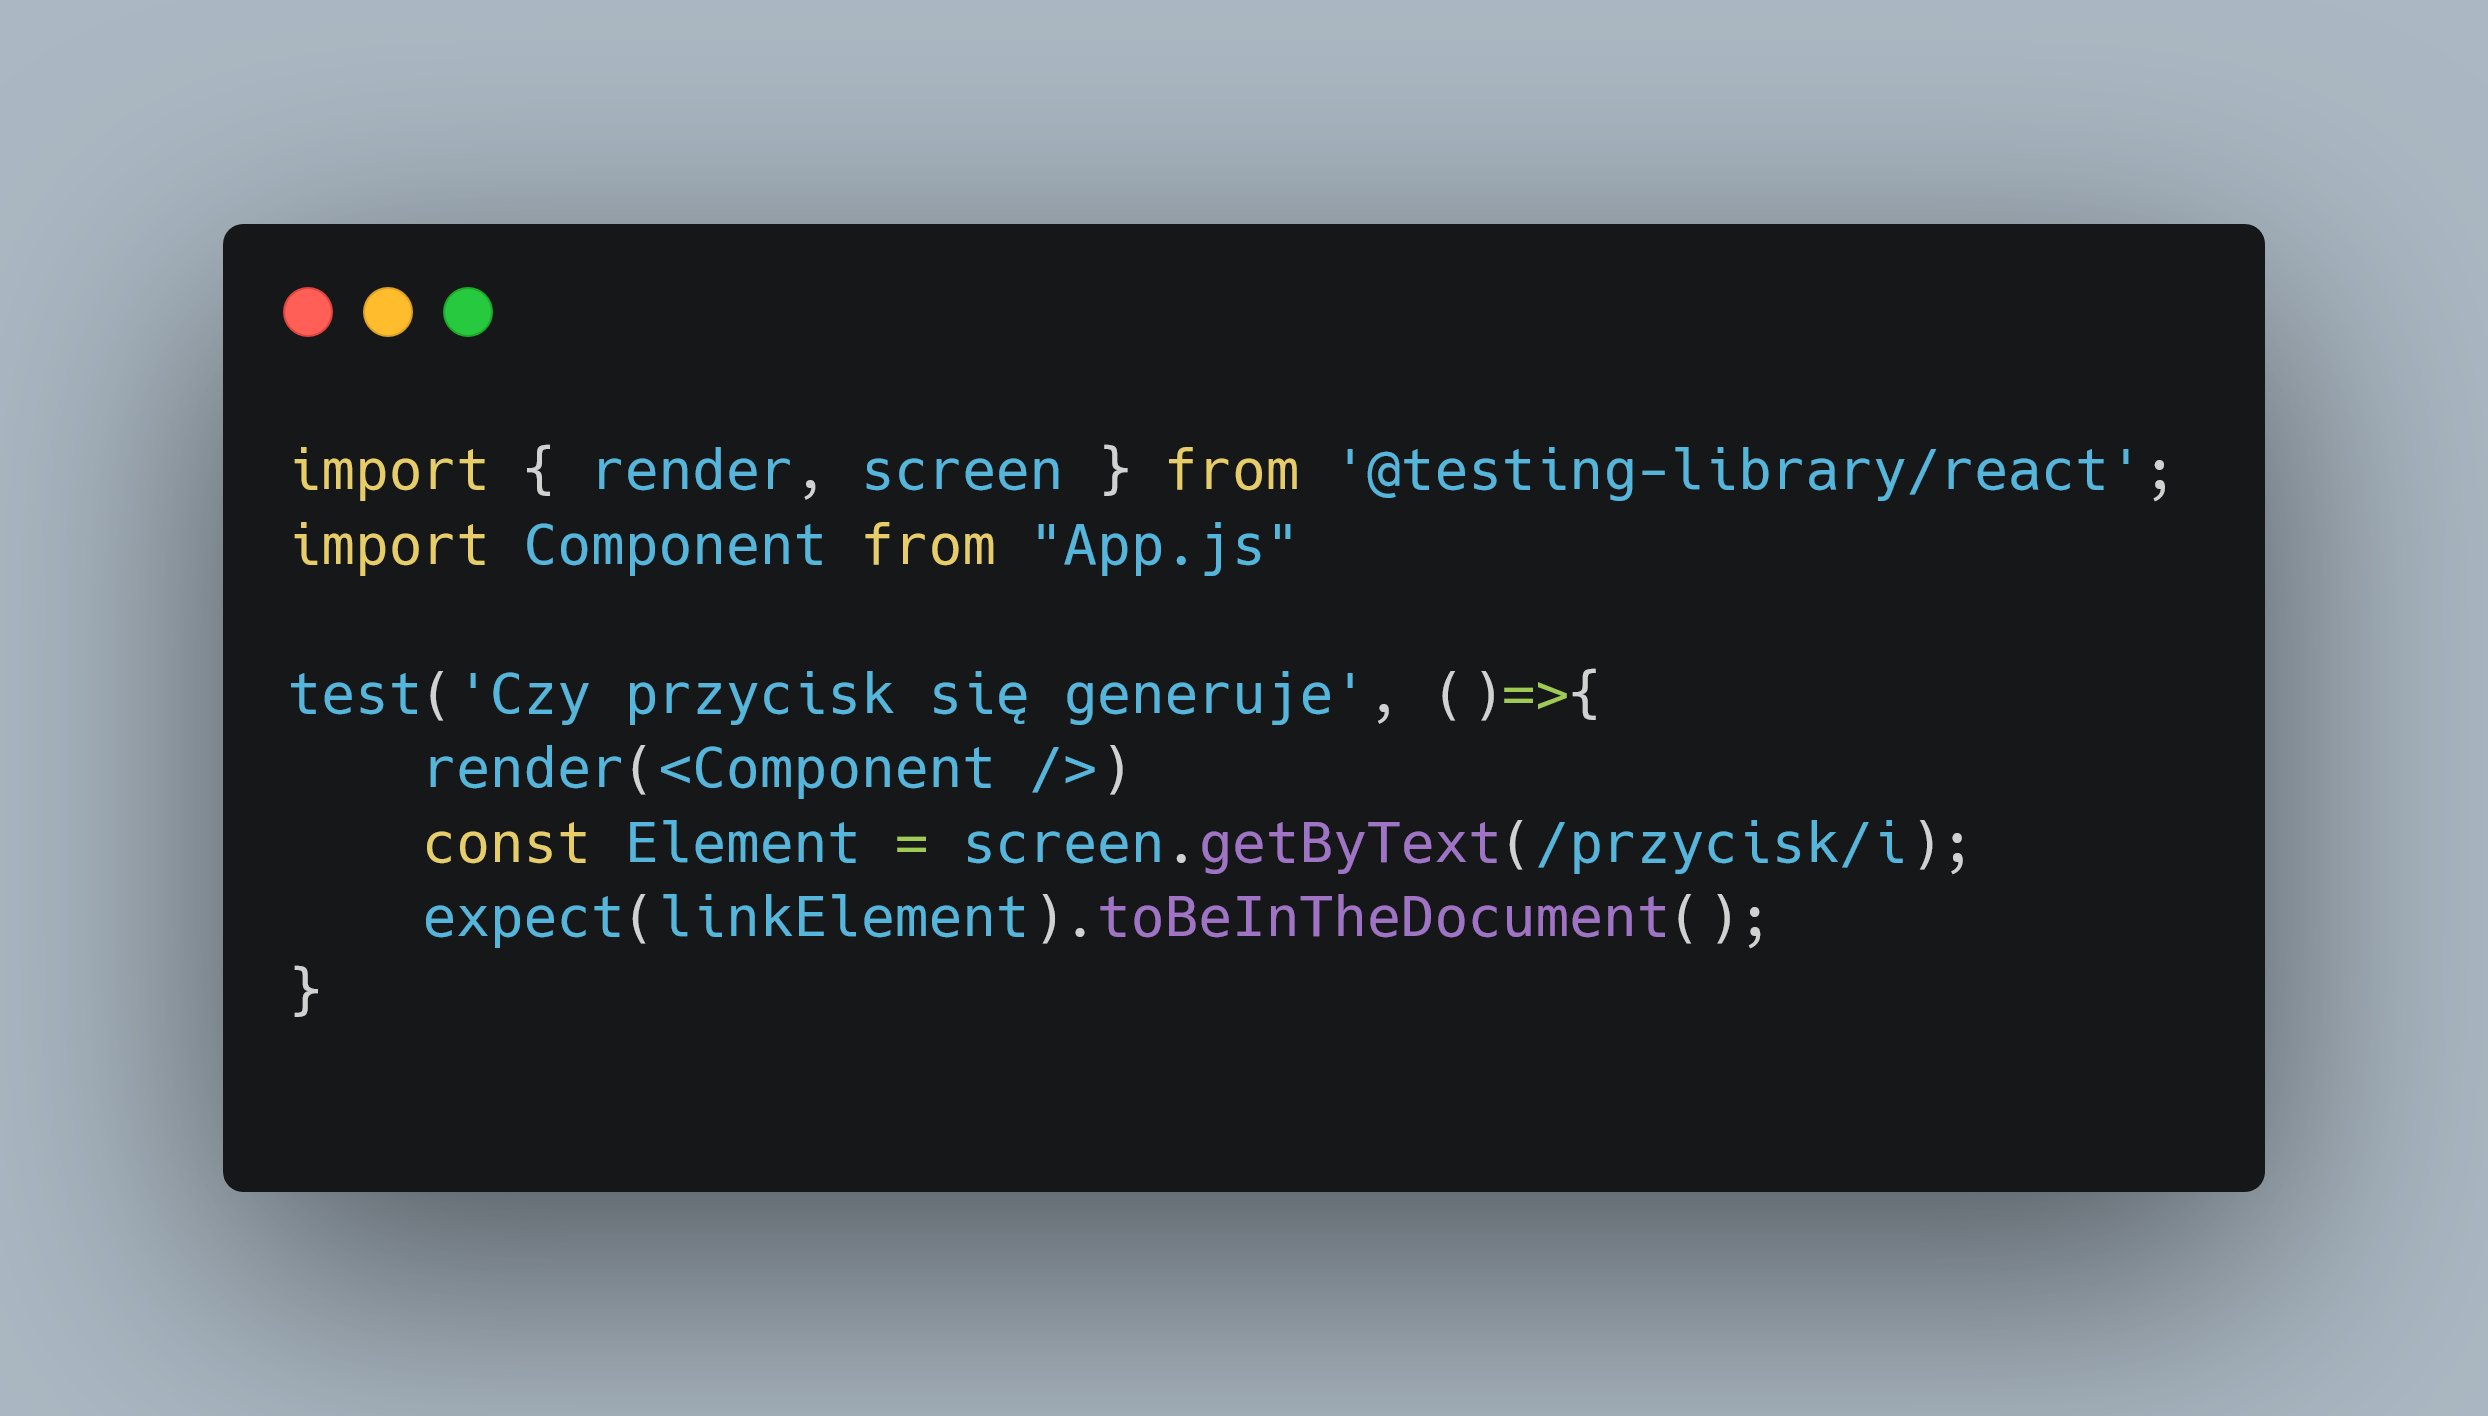 import { render, screen } from '@testing-library/react';
import Component from "App.js"
test('Czy przycisk się generuje', ()=>{
    render(<Component />)
    const Element = screen.getByText(/przycisk/i);
    expect(linkElement).toBeInTheDocument();
}